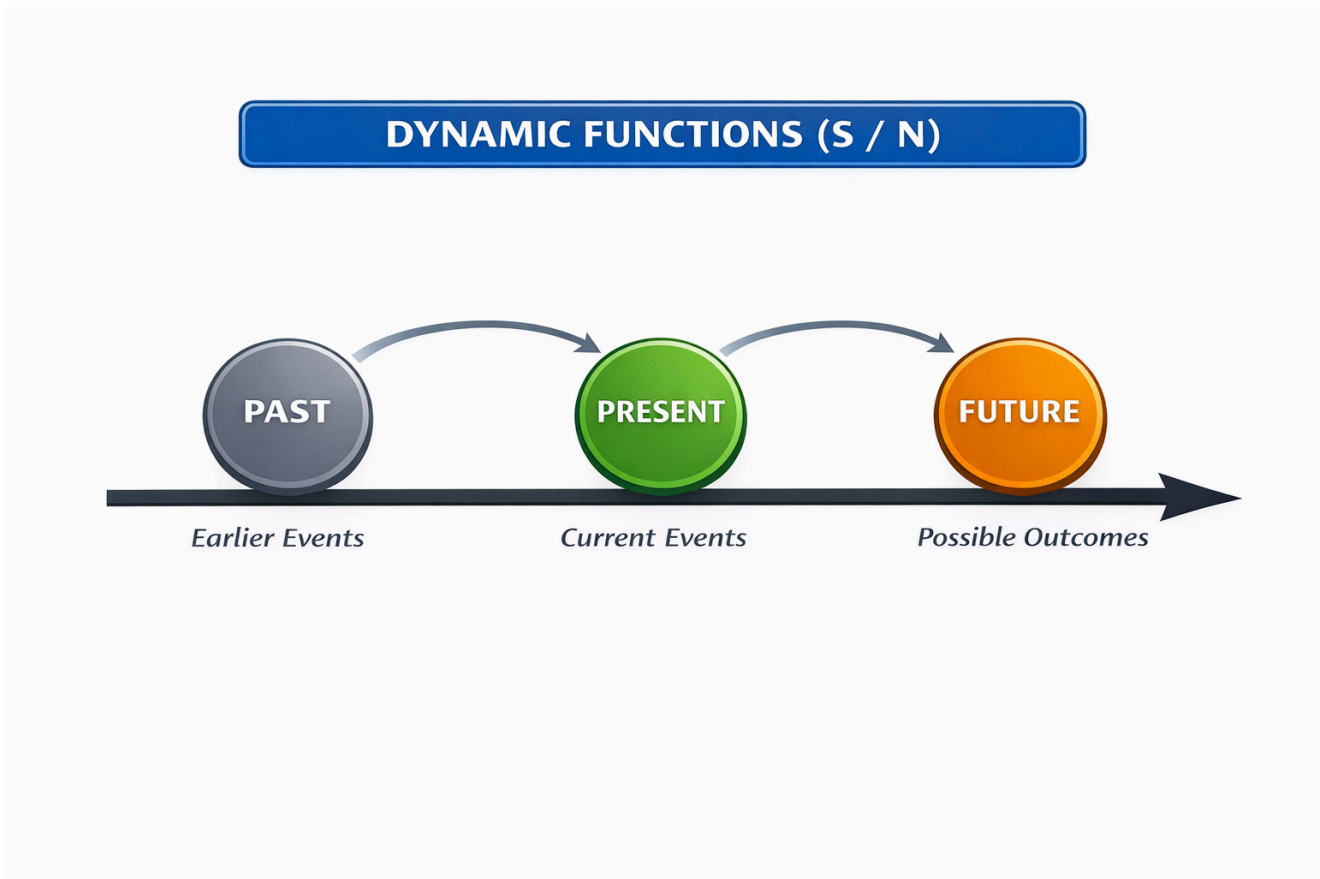 DYNAMIC FUNCTIONS (S / N)
PAST
PRESENT
FUTURE
Earlier Events
Current Events
Possible Outcomes